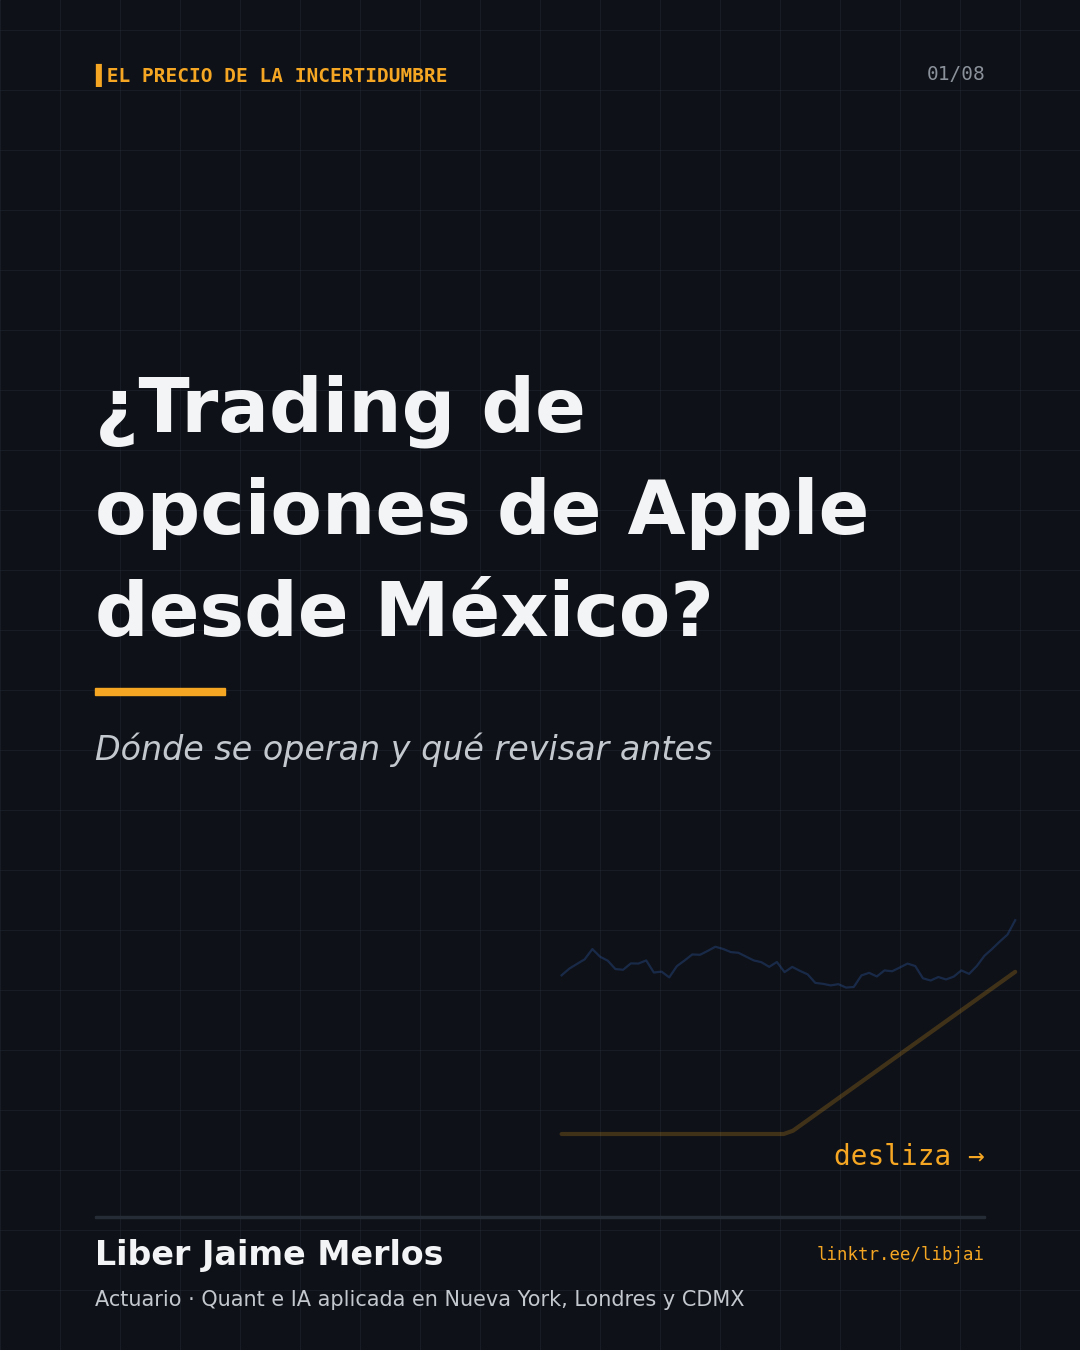 EL PRECIO DE LA INCERTIDUMBRE
01/08
¿Trading de
opciones de Apple
desde México?
Dónde se operan y qué revisar antes
desliza →
Liber Jaime Merlos
linktr.ee/libjai
Actuario · Quant e IA aplicada en Nueva York, Londres y CDMX